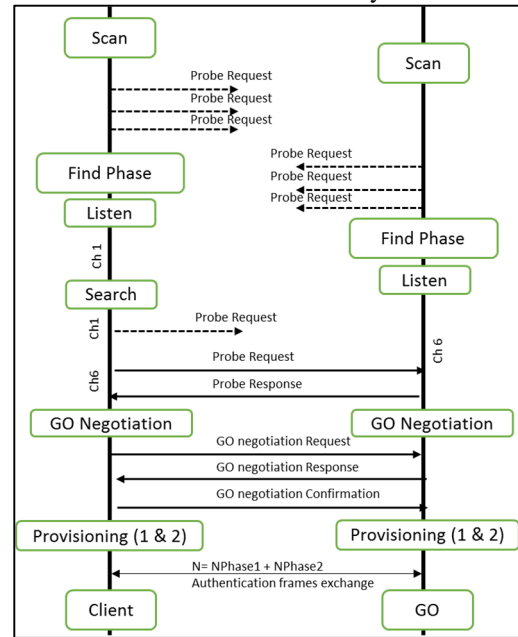 Scan
Scan
Probe Request
Probe Request
Probe Request
Find Phase
Probe Request
Probe Request
Probe Request
Listen
Find Phase
Ch 1
Listen
Search
Ch1
Probe Request
Ch 6
Probe Request
Ch6
Probe Response
GO Negotiation
GO Negotiation
GO negotiation Request
GO negotiation Response
GO negotiation Confirmation
Provisioning (1 & 2)
Provisioning (1 & 2)
N= NPhase1 + NPhase2
Authentication frames exchange
Client
GO